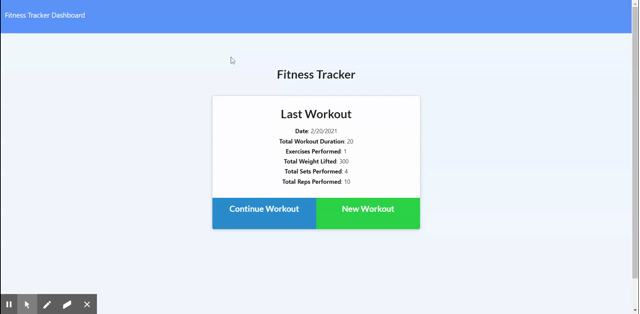 Fitness Tracker Dashboard
Fitness Tracker
Last Workout
Date: 2/20/2021
Total Workout Duration: 20
Exercises Performed: 1
Total Weight Lifted: 300
Total Sets Performed: 4
Total Reps Performed: 10
Continue Workout
New Workout